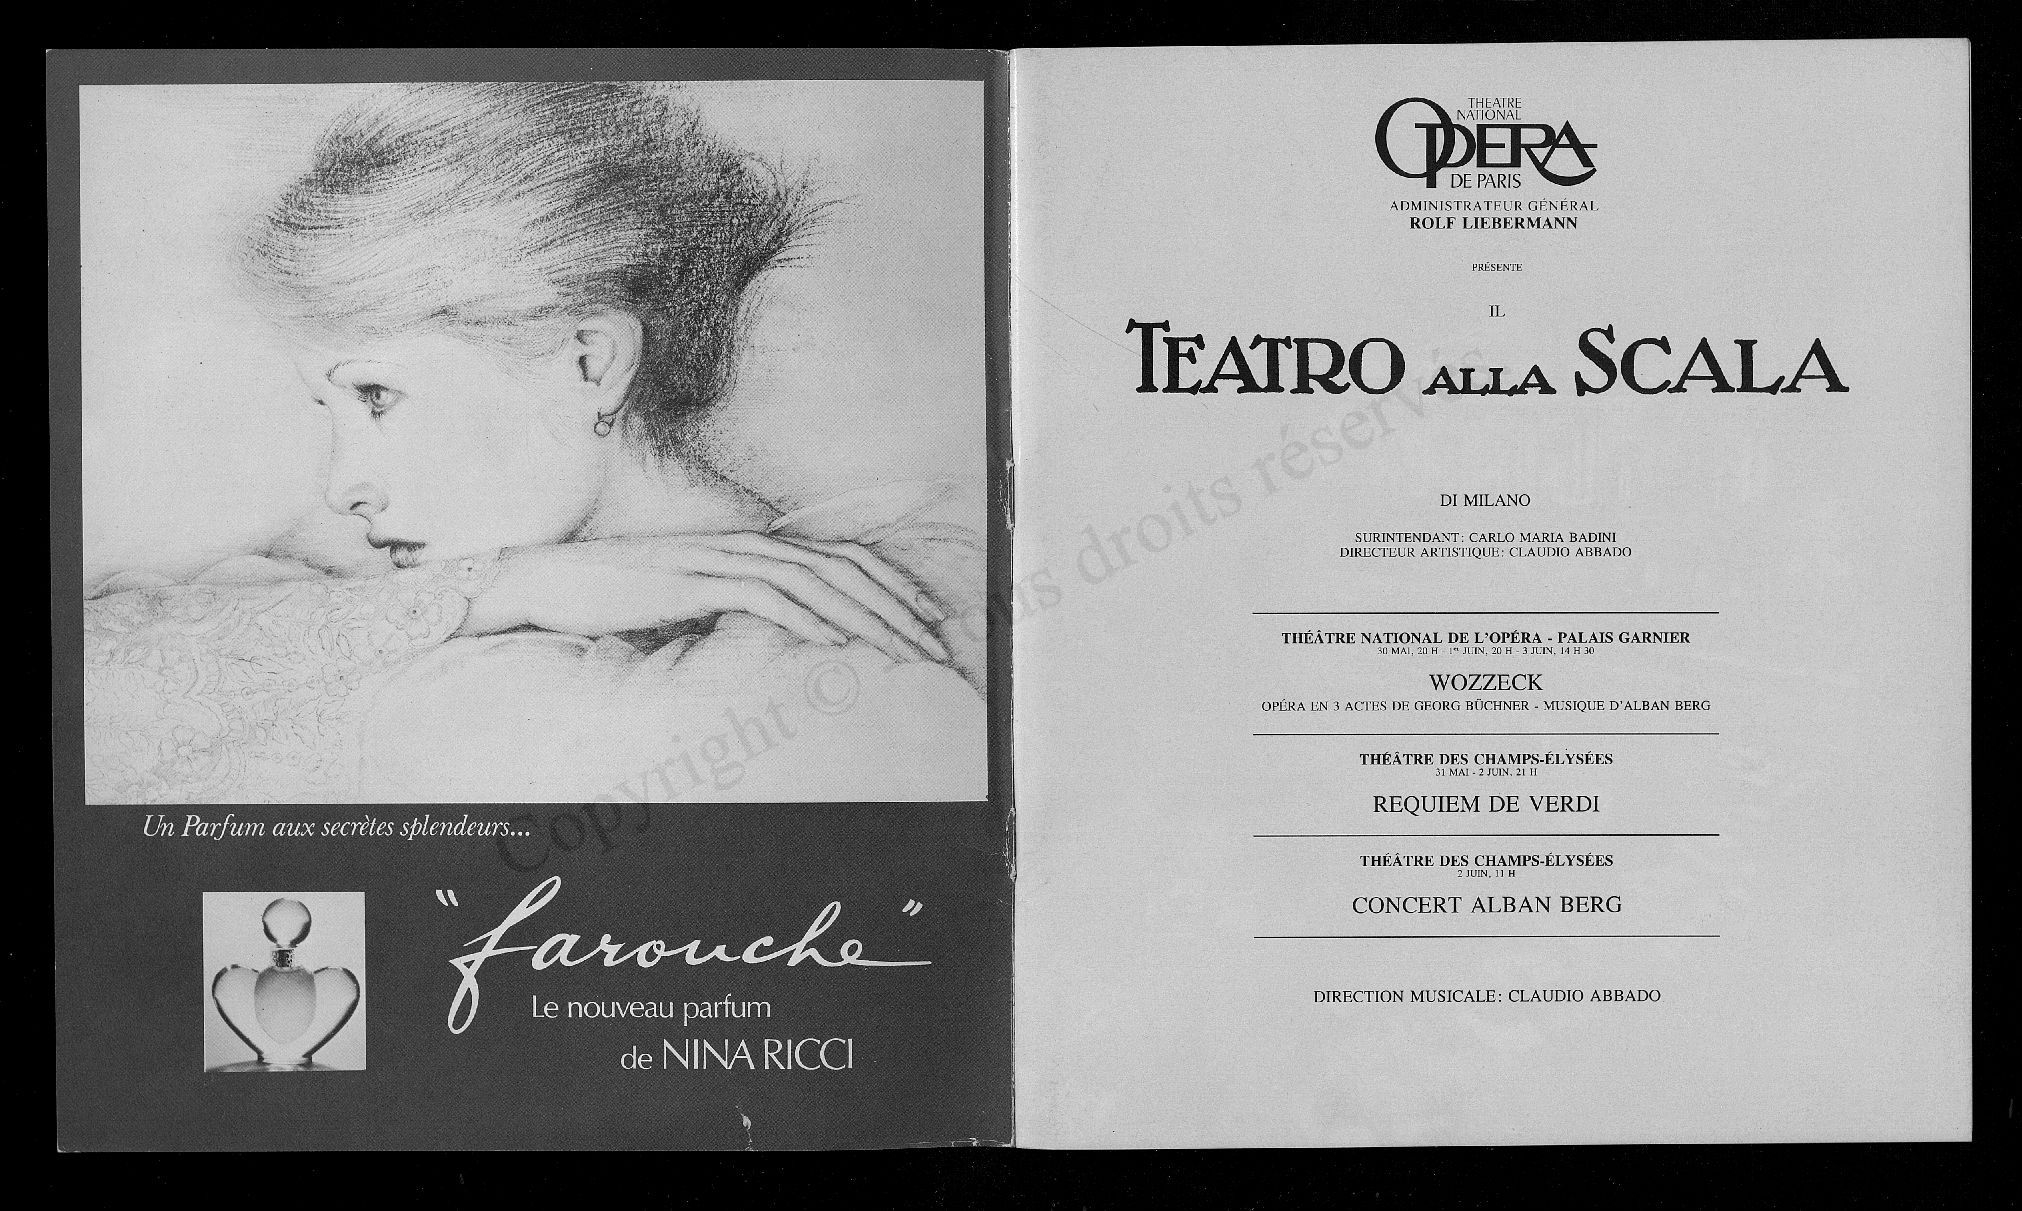 Un Parfum aux secrètes splendeurs...
"farouche"
Le nouveau parfum
de NINA RICCI
THEATRE
NATIONAL
OPERA
DE PARIS
ADMINISTRATEUR GÉNÉRAL
ROLF LIEBERMANN
PRÉSENTE
IL
TEATRO ALLA SCALA
DI MILANO
SURINTENDANT: CARLO MARIA BADINI
DIRECTEUR ARTISTIQUE: CLAUDIO ABBADO
THÉÂTRE NATIONAL DE L'OPÉRA - PALAIS GARNIER
30 MAI, 20 H - 1er JUIN, 20 H - 3 JUIN, 14 H 30
WOZZECK
OPÉRA EN 3 ACTES DE GEORG BÜCHNER - MUSIQUE D'ALBAN BERG
THÉÂTRE DES CHAMPS-ÉLYSÉES
31 MAI - 2 JUIN, 21 H
REQUIEM DE VERDI
THÉÂTRE DES CHAMPS-ÉLYSÉES
2 JUIN, 11 H
CONCERT ALBAN BERG
DIRECTION MUSICALE: CLAUDIO ABBADO
Copyright © tous droits réservés